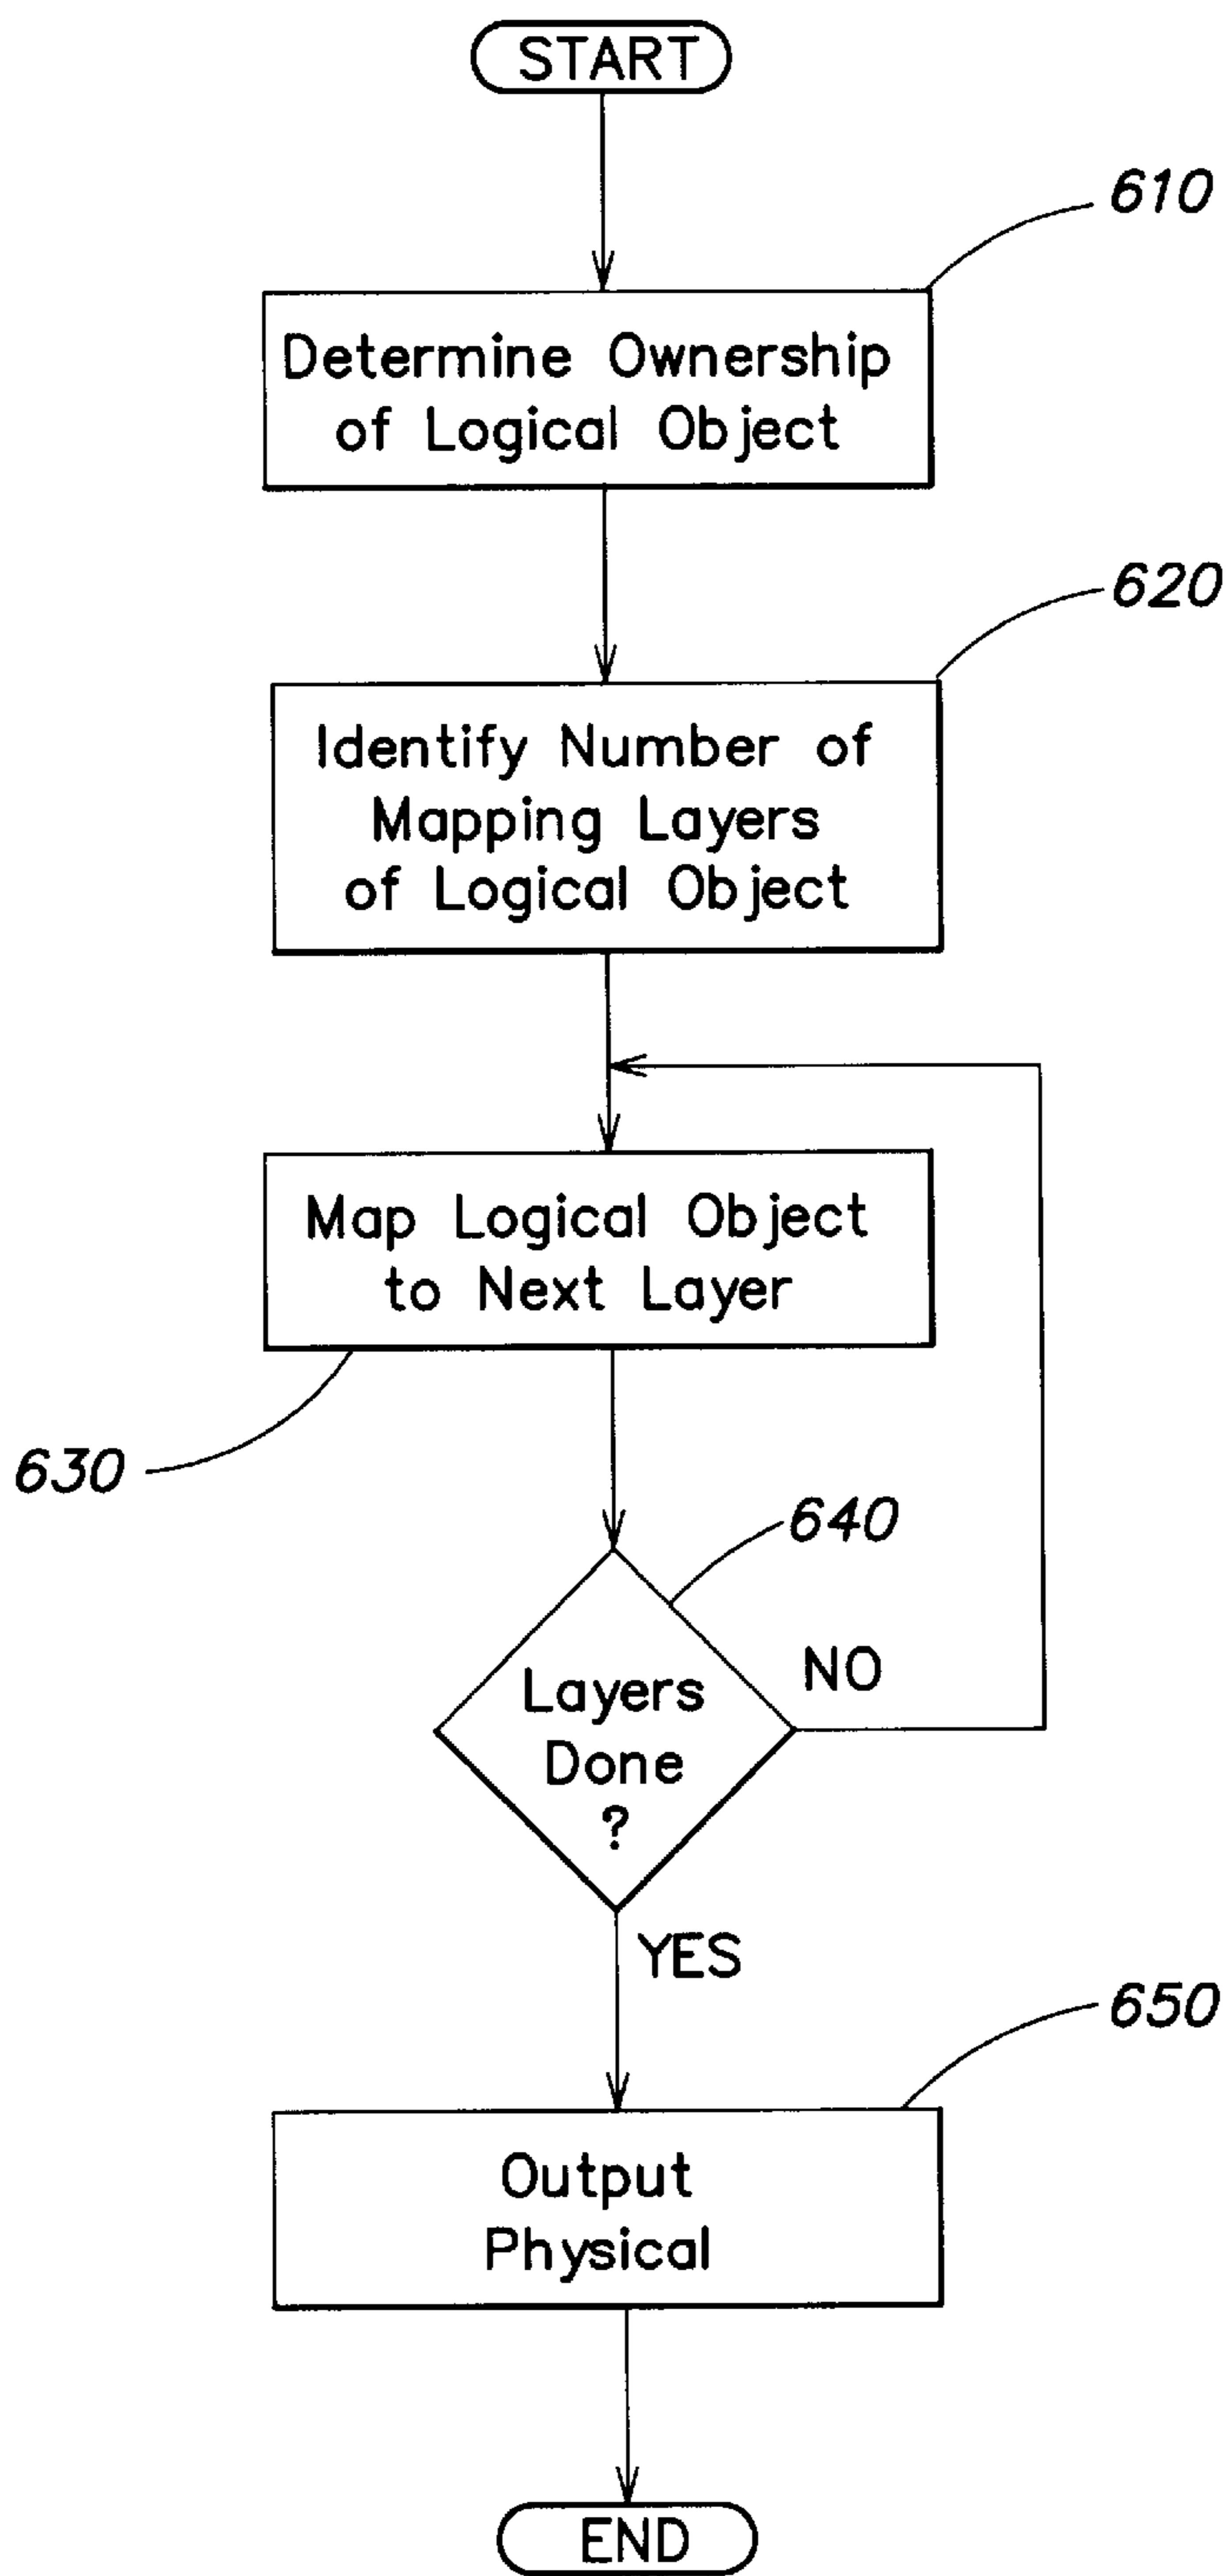 START
610
Determine Ownership
of Logical Object
620
Identify Number of
Mapping Layers
of Logical Object
Map Logical Object
to Next Layer
630
640
Layers
Done
?
NO
YES
650
Output
Physical
END